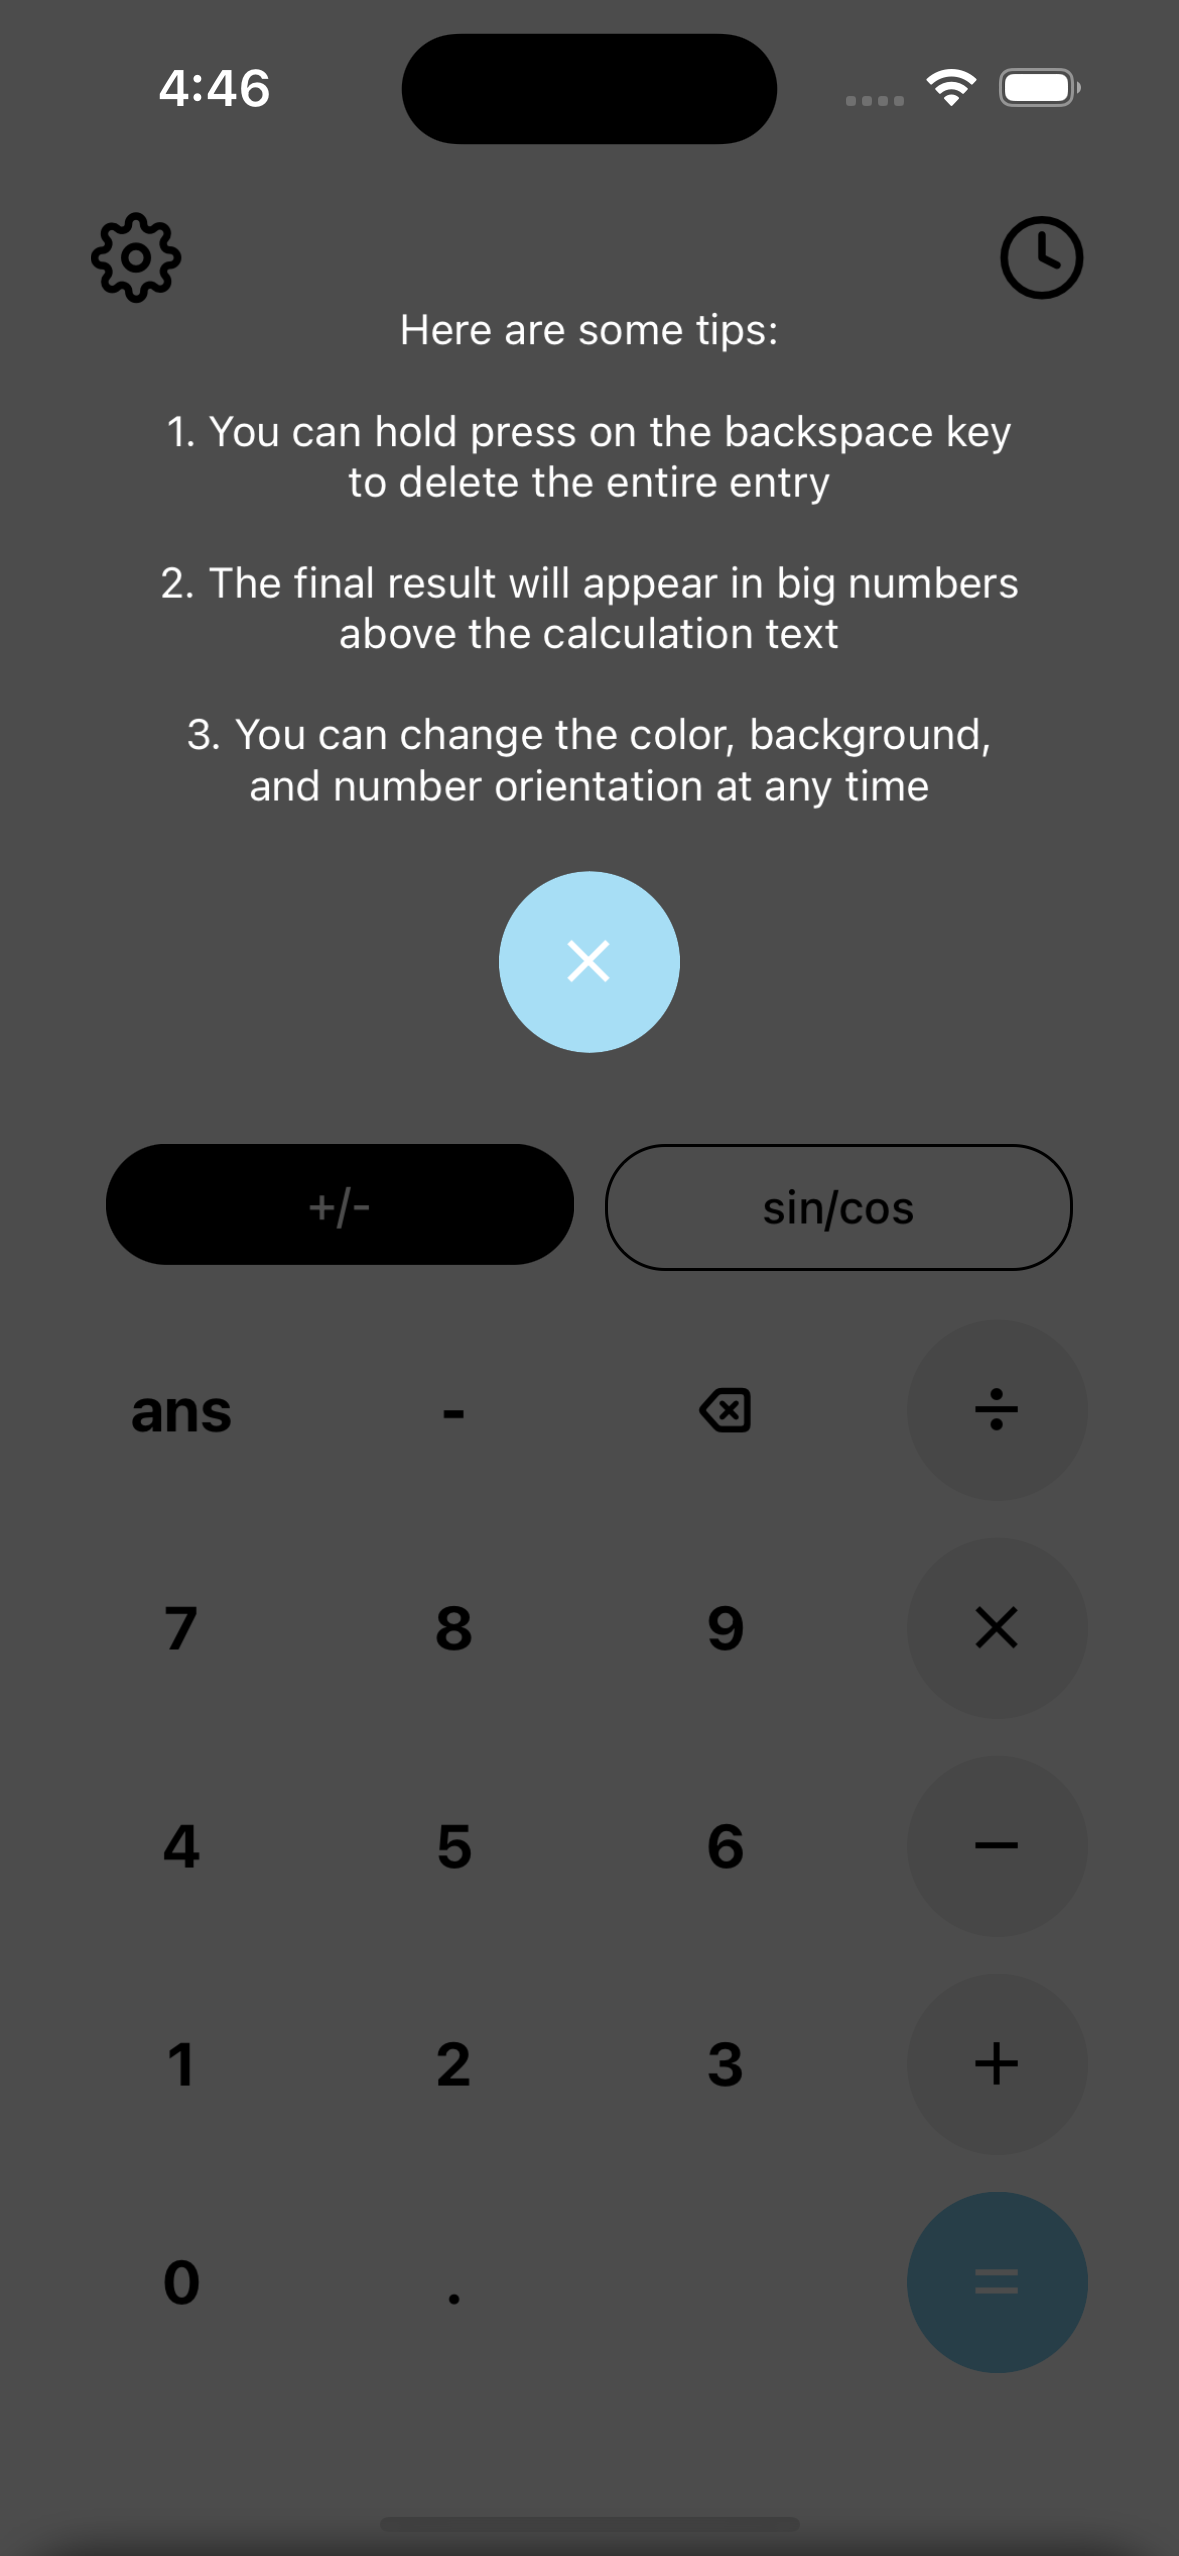 4:46
Here are some tips:
1. You can hold press on the backspace key
to delete the entire entry
2. The final result will appear in big numbers
above the calculation text
3. You can change the color, background,
and number orientation at any time
×
+/-
sin/cos
ans - ÷
7 8 9 ×
4 5 6 −
1 2 3 +
0 . =